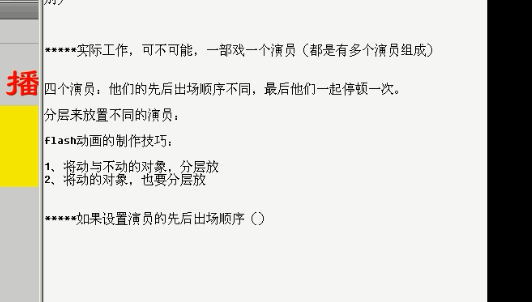 别)
*****实际工作，可不可能，一部戏一个演员（都是有多个演员组成）
播
四个演员：他们的先后出场顺序不同，最后他们一起停顿一次。
分层来放置不同的演员：
flash动画的制作技巧：
1、将动与不动的对象，分层放
2、将动的对象，也要分层放
*****如果设置演员的先后出场顺序（）